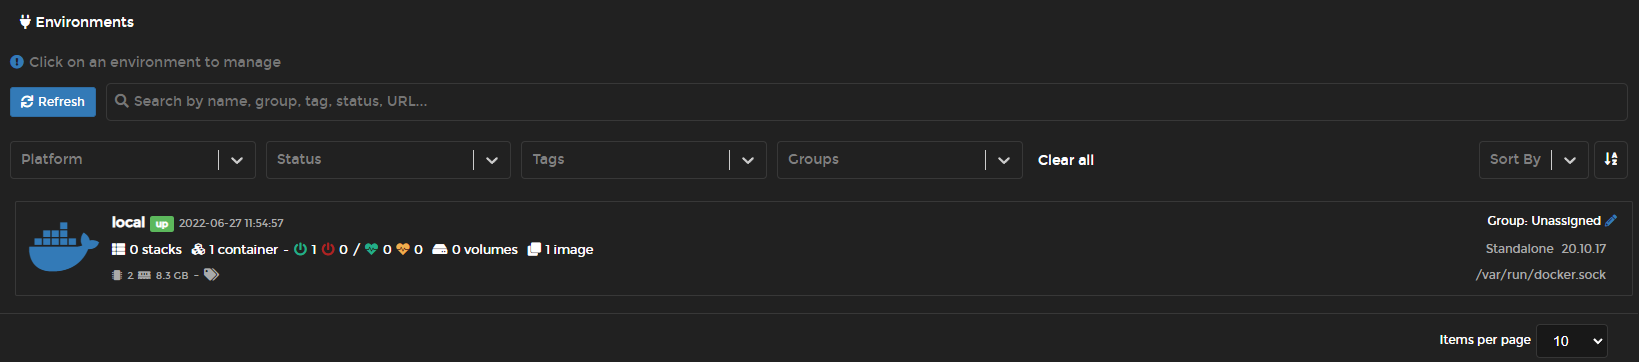 Environments
Click on an environment to manage
Refresh Search by name, group, tag, status, URL...
Platform Status Tags Groups Clear all Sort By
local up 2022-06-27 11:54:57 Group: Unassigned
0 stacks 1 container - 1 0 / 0 0 0 volumes 1 image Standalone 20.10.17
2 8.3 GB - /var/run/docker.sock
Items per page 10